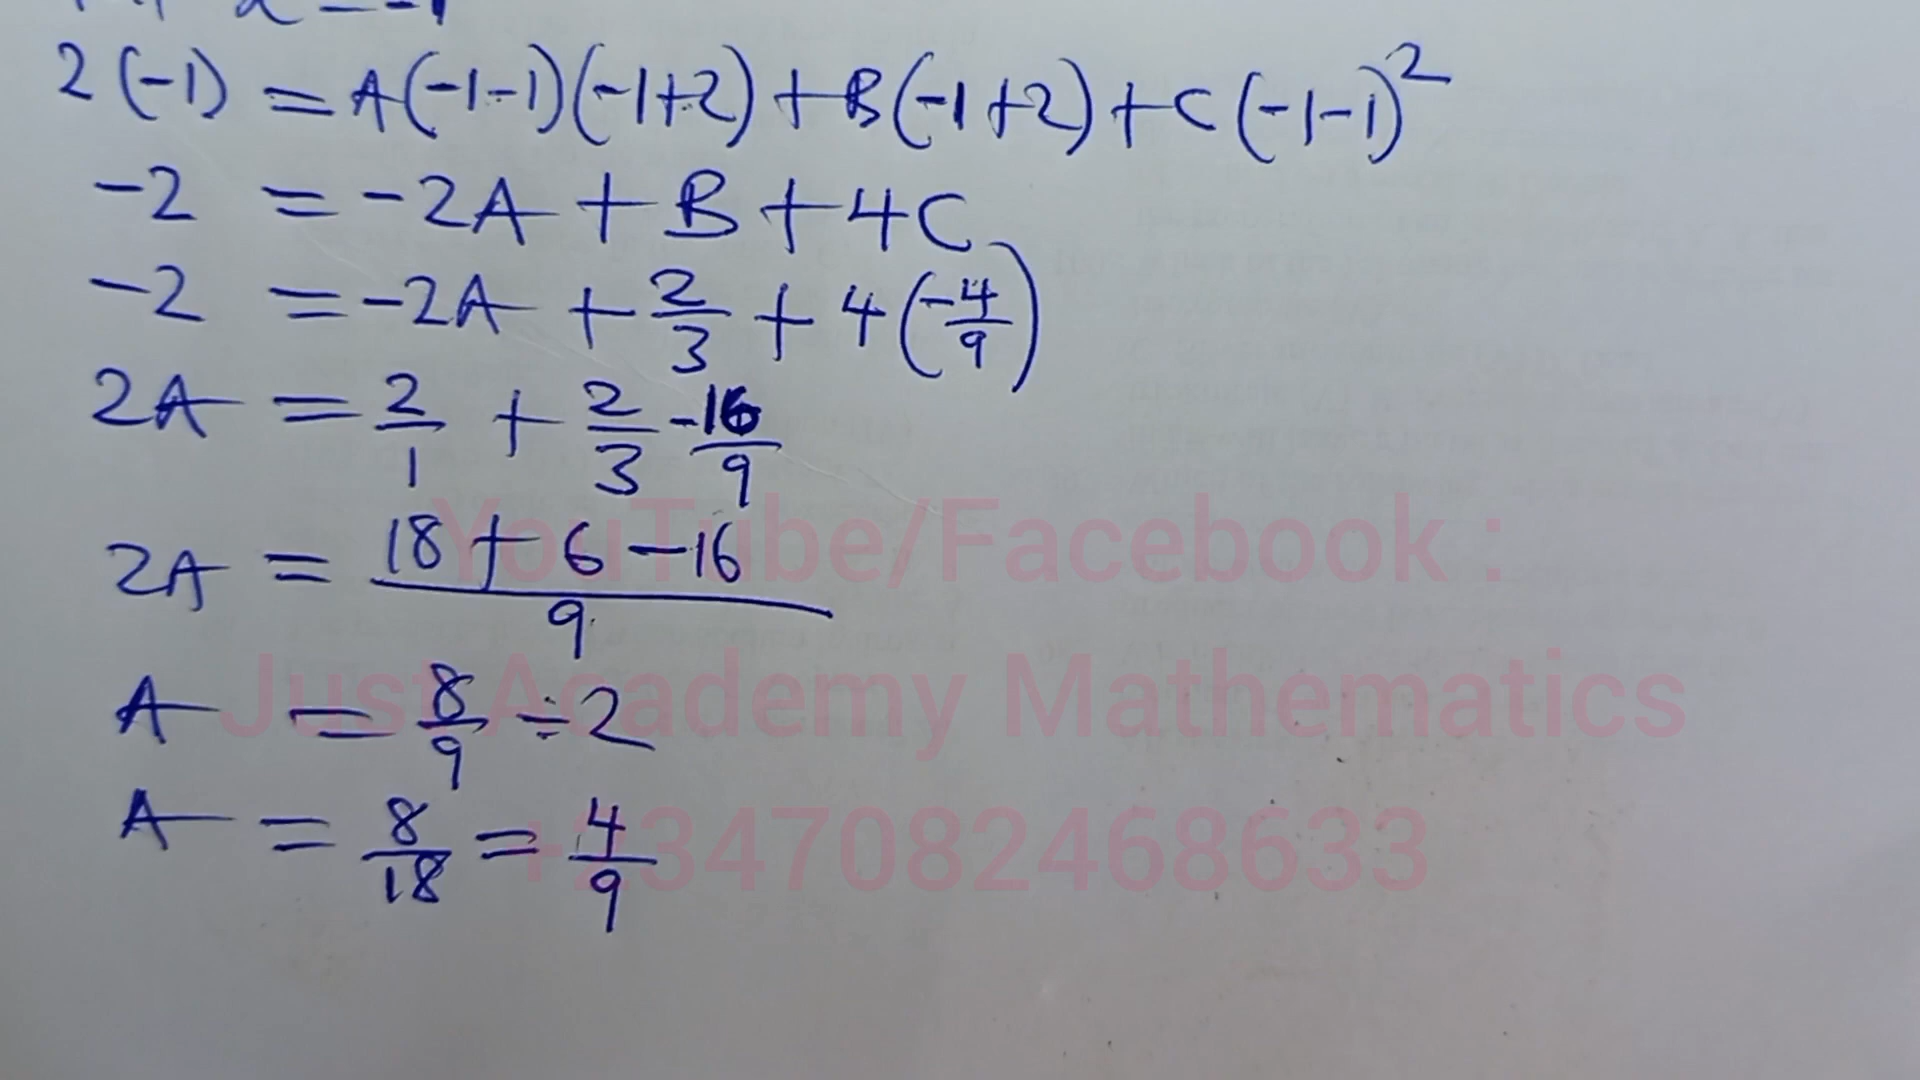 2(-1) = A(-1-1)(-1+2)+B(-1+2)+C(-1-1)²
-2 = -2A + B + 4C
-2 = -2A + 2/3 + 4(-4/9)
2A = 2/1 + 2/3 -16/9
2A = 18+6-16/9
YouTube/Facebook :
A = 8/9 ÷ 2
Just Academy Mathematics
A = 8/18 = 4/9
+2347082468633